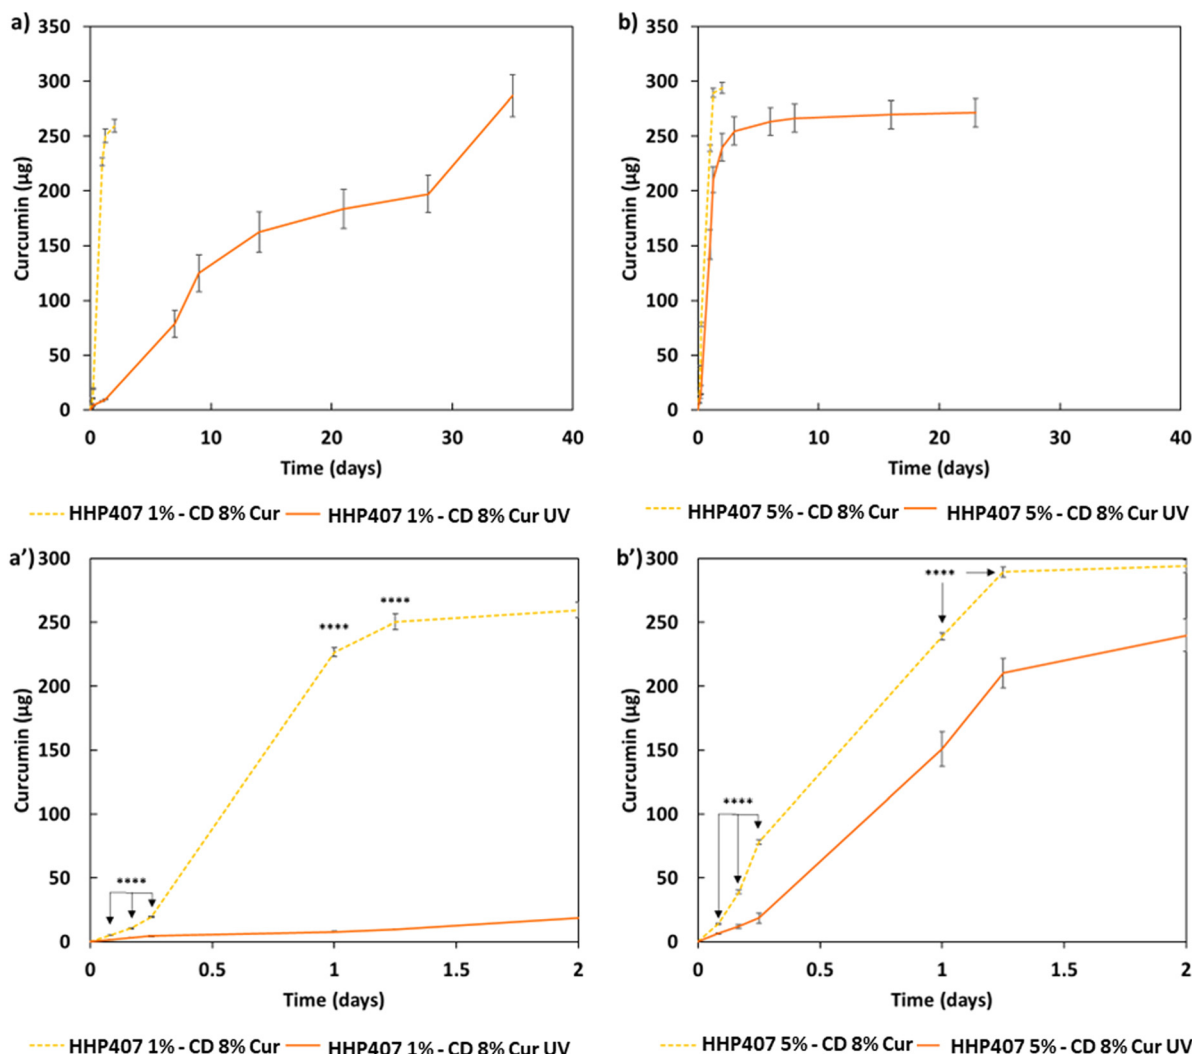 a)
350
300
250
200
150
100
50
0
Curcumin (µg)
0 10 20 30 40
Time (days)
HHP407 1% - CD 8% Cur HHP407 1% - CD 8% Cur UV
b)
350
300
250
200
150
100
50
0
Curcumin (µg)
0 10 20 30 40
Time (days)
HHP407 5% - CD 8% Cur HHP407 5% - CD 8% Cur UV
a')
300
250
200
150
100
50
0
Curcumin (µg)
****
****
****
0 0.5 1 1.5 2
Time (days)
HHP407 1% - CD 8% Cur HHP407 1% - CD 8% Cur UV
b')
300
250
200
150
100
50
0
Curcumin (µg)
****
****
0 0.5 1 1.5 2
Time (days)
HHP407 5% - CD 8% Cur HHP407 5% - CD 8% Cur UV